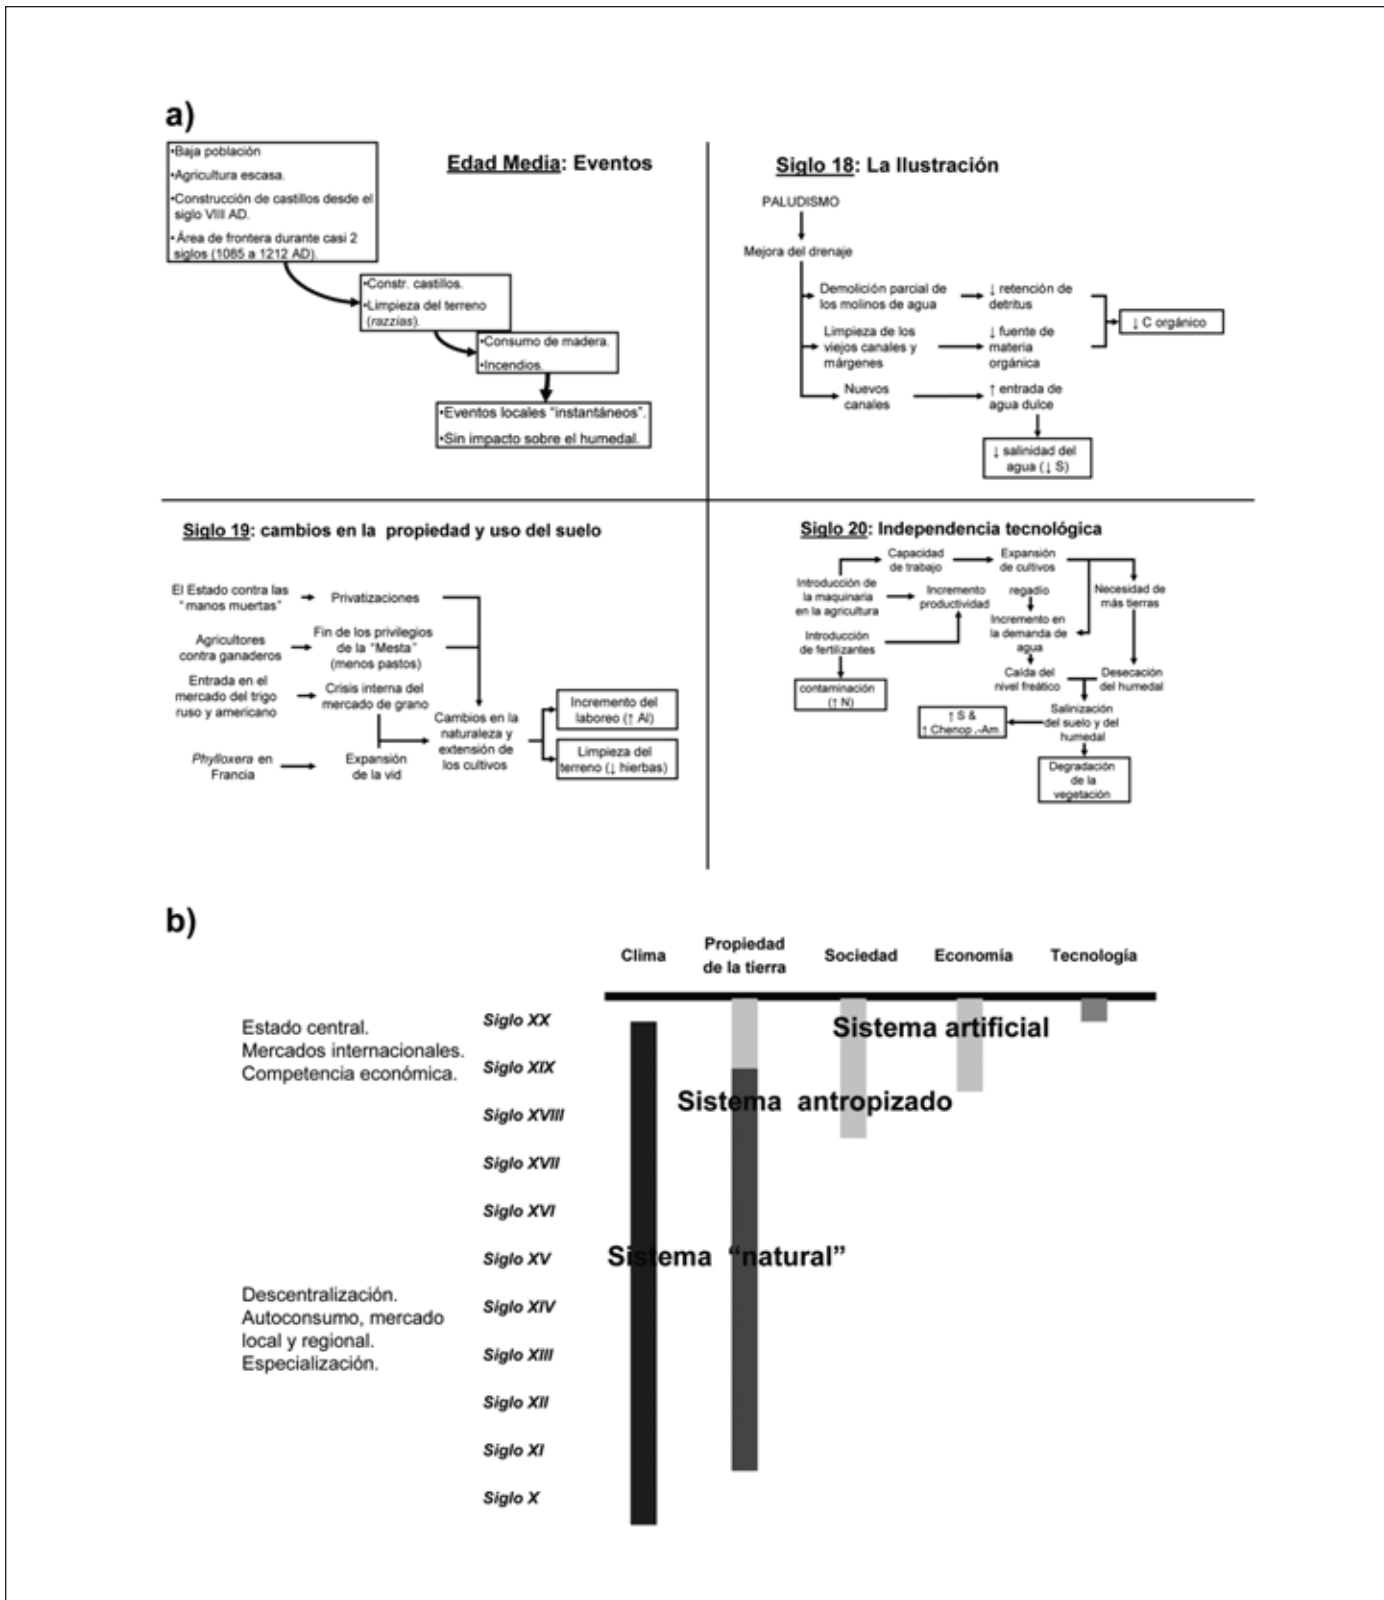 a)
Edad Media: Eventos
•Baja población
•Agricultura escasa.
•Construcción de castillos desde el
siglo VIII AD.
•Área de frontera durante casi 2
siglos (1085 a 1212 AD).
•Constr. castillos.
•Limpieza del terreno
(razzias).
•Consumo de madera.
•Incendios.
•Eventos locales “instantáneos”.
•Sin impacto sobre el humedal.
Siglo 18: La Ilustración
PALUDISMO
Mejora del drenaje
Demolición parcial de
los molinos de agua
↓ retención de
detritus
Limpieza de los
viejos canales y
márgenes
↓ fuente de
materia
orgánica
↓ C orgánico
Nuevos
canales
↑ entrada de
agua dulce
↓ salinidad del
agua (↓ S)
Siglo 19: cambios en la propiedad y uso del suelo
El Estado contra las
“manos muertas”
Privatizaciones
Agricultores
contra ganaderos
Fin de los privilegios
de la “Mesta”
(menos pastos)
Entrada en el
mercado del trigo
ruso y americano
Crisis interna del
mercado de grano
Phylloxera en
Francia
Expansión
de la vid
Cambios en la
naturaleza y
extensión de
los cultivos
Incremento del
laboreo (↑ Al)
Limpieza del
terreno (↓ hierbas)
Siglo 20: Independencia tecnológica
Capacidad
de trabajo
Expansión
de cultivos
Introducción de
la maquinaria
en la agricultura
Incremento
productividad
regadío
Necesidad de
más tierras
Introducción
de fertilizantes
Incremento en
la demanda de
agua
contaminación
(↑ N)
Caída del
nivel freático
Desecación
del humedal
↑ S &
↑ Chenop.-Am.
Salinización
del suelo y del
humedal
Degradación
de la
vegetación
b)
Clima
Propiedad
de la tierra
Sociedad
Economía
Tecnología
Estado central.
Mercados internacionales.
Competencia económica.
Siglo XX
Sistema artificial
Siglo XIX
Sistema antropizado
Siglo XVIII
Siglo XVII
Siglo XVI
Siglo XV
Sistema “natural”
Descentralización.
Autoconsumo, mercado
local y regional.
Especialización.
Siglo XIV
Siglo XIII
Siglo XII
Siglo XI
Siglo X